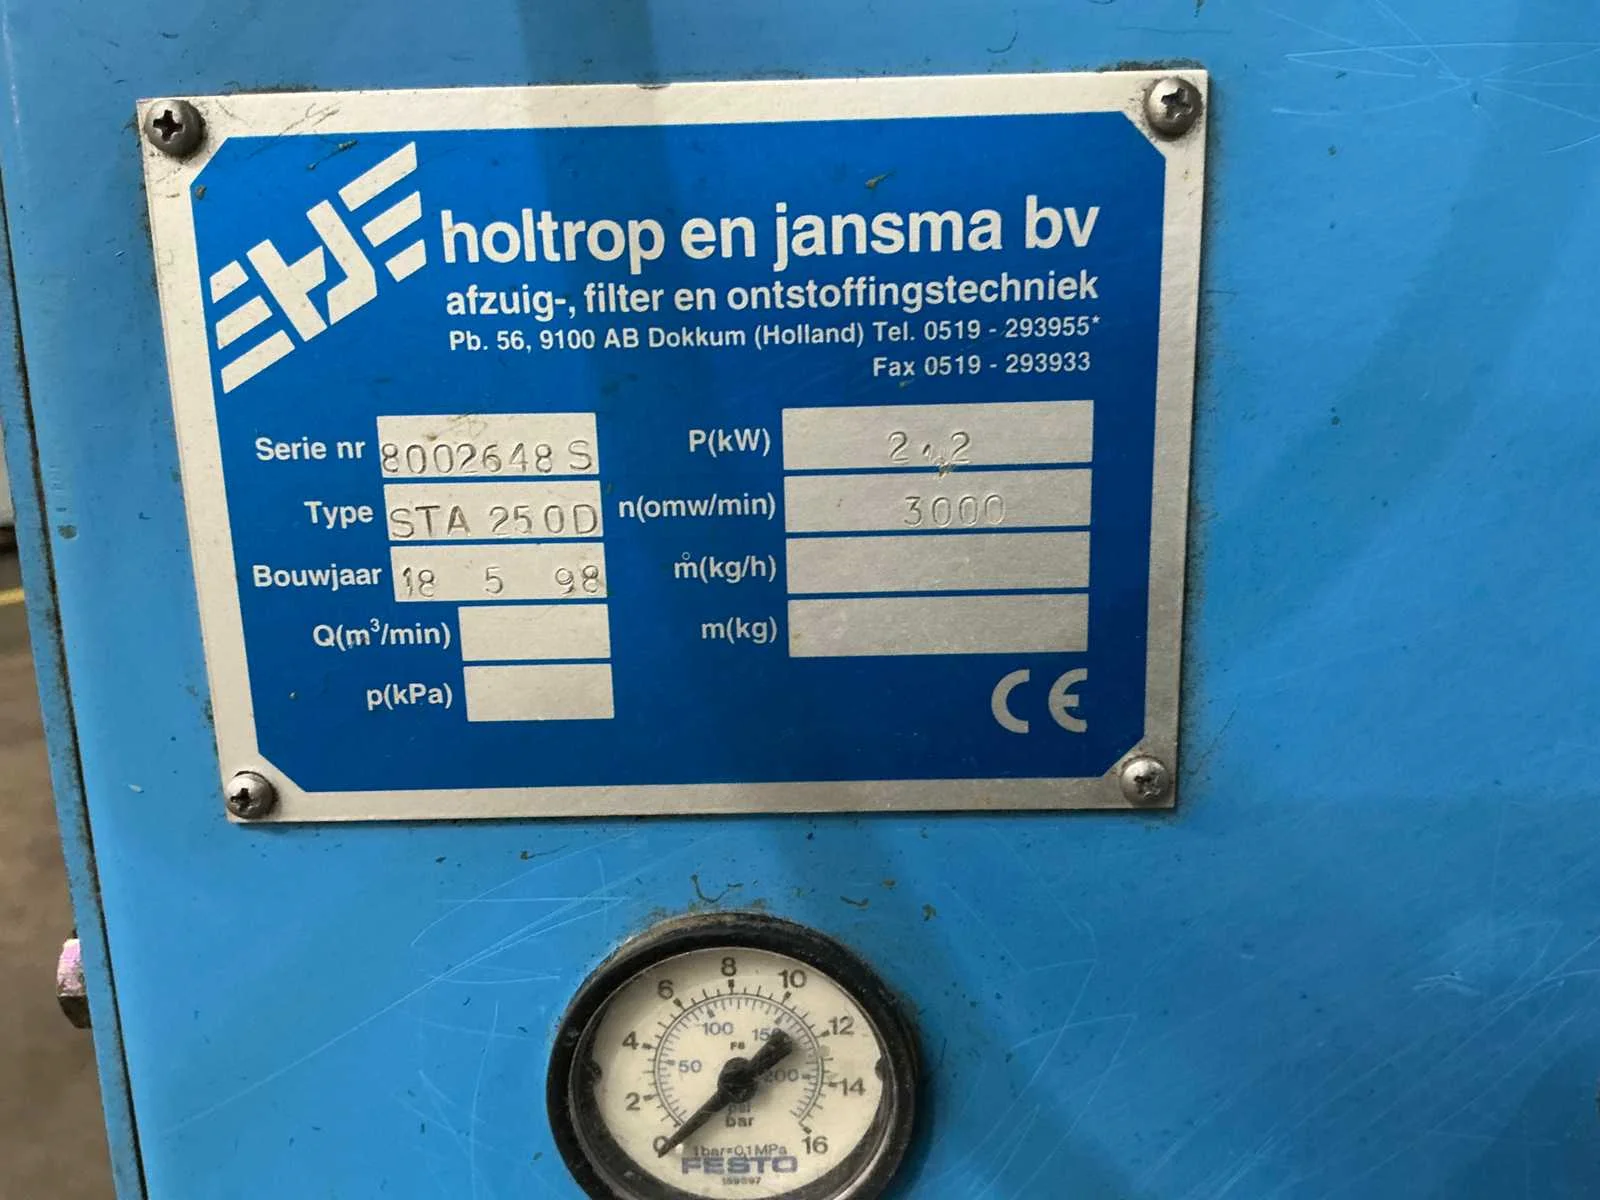 holtrop en jansma bv
afzuig-, filter en ontstoffingstechniek
Pb. 56, 9100 AB Dokkum (Holland) Tel. 0519 - 293955*
Fax 0519 - 293933
Serie nr 8002648 S
Type STA 250D
Bouwjaar 18 5 98
Q(m³/min)
p(kPa)
P(kW) 2,2
n(omw/min) 3000
m̊(kg/h)
m(kg)
CE
0 2 4 6 8 10 12 14 16
50 100 150 200
psi
bar
1bar=0,1MPa
FESTO